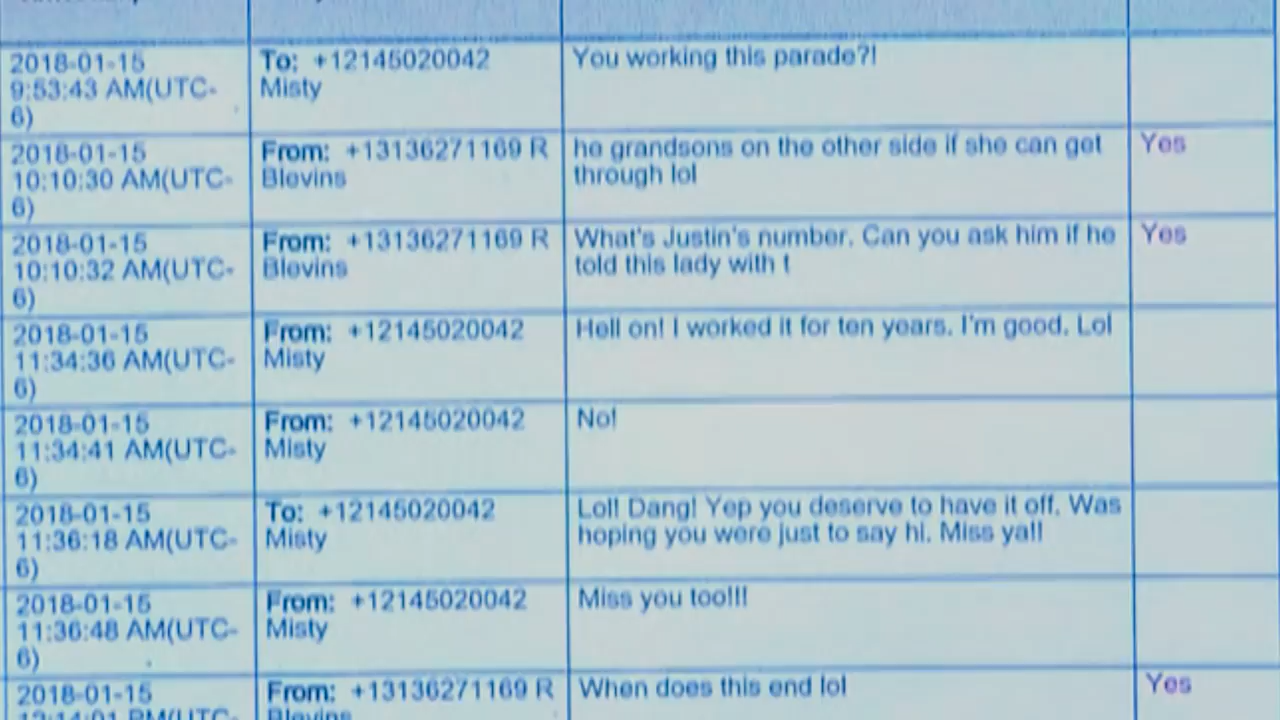 2018-01-15
9:53:43 AM(UTC-
6)
To: +12145020042
Misty
You working this parade?!
2018-01-15
10:10:30 AM(UTC-
6)
From: +13136271169 R
Blevins
he grandsons on the other side if she can get
through lol
Yes
2018-01-15
10:10:32 AM(UTC-
6)
From: +13136271169 R
Blevins
What's Justin's number. Can you ask him if he
told this lady with t
Yes
2018-01-15
11:34:36 AM(UTC-
6)
From: +12145020042
Misty
Hell on! I worked it for ten years. I'm good. Lol
2018-01-15
11:34:41 AM(UTC-
6)
From: +12145020042
Misty
No!
2018-01-15
11:36:18 AM(UTC-
6)
To: +12145020042
Misty
Lol! Dang! Yep you deserve to have it off. Was
hoping you were just to say hi. Miss ya!!
2018-01-15
11:36:48 AM(UTC-
6)
From: +12145020042
Misty
Miss you too!!!
2018-01-15
12:14:01 PM(UTC-
From: +13136271169 R
Blevins
When does this end lol
Yes